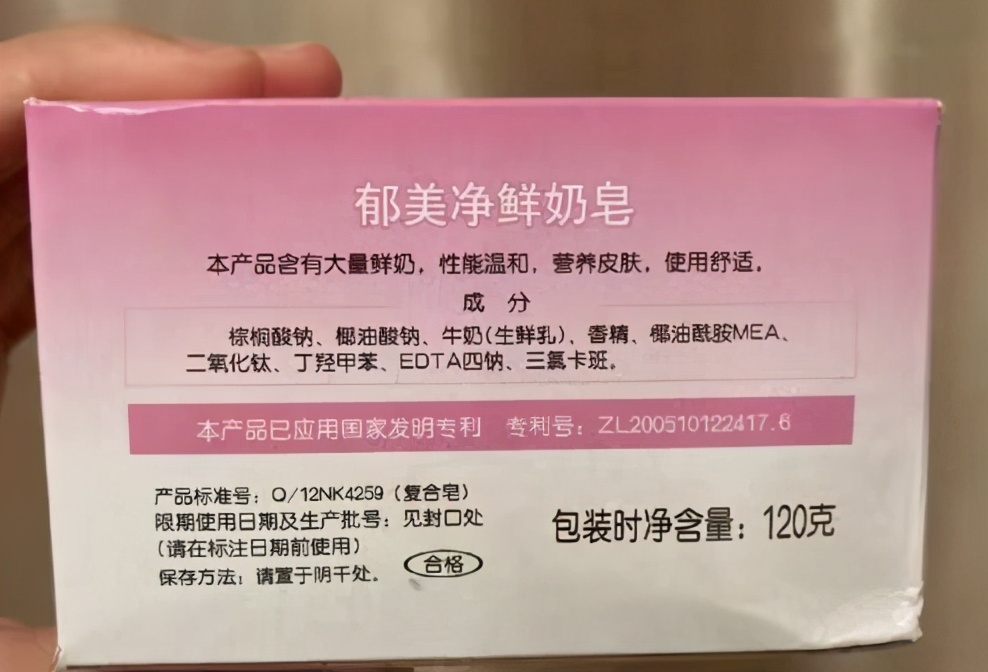 郁美净鲜奶皂
本产品含有大量鲜奶，性能温和，营养皮肤，使用舒适。
成 分
棕榈酸钠、椰油酸钠、牛奶(生鲜乳)、香精、椰油酰胺MEA、
二氧化钛、丁羟甲苯、EDTA四钠、三氯卡班。
本产品已应用国家发明专利 专利号：ZL200510122417.6
产品标准号：Q/12NK4259（复合皂）
限期使用日期及生产批号：见封口处
（请在标注日期前使用）
保存方法：请置于阴干处。
合格
包装时净含量：120克